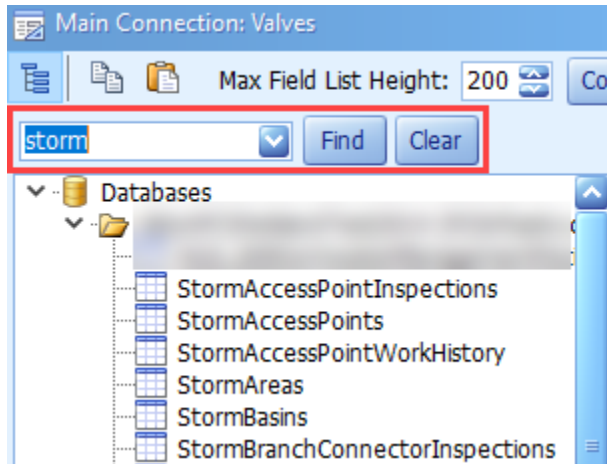 Main Connection: Valves
Max Field List Height: 200 Co
storm Find Clear
Databases
StormAccessPointInspections
StormAccessPoints
StormAccessPointWorkHistory
StormAreas
StormBasins
StormBranchConnectorInspections